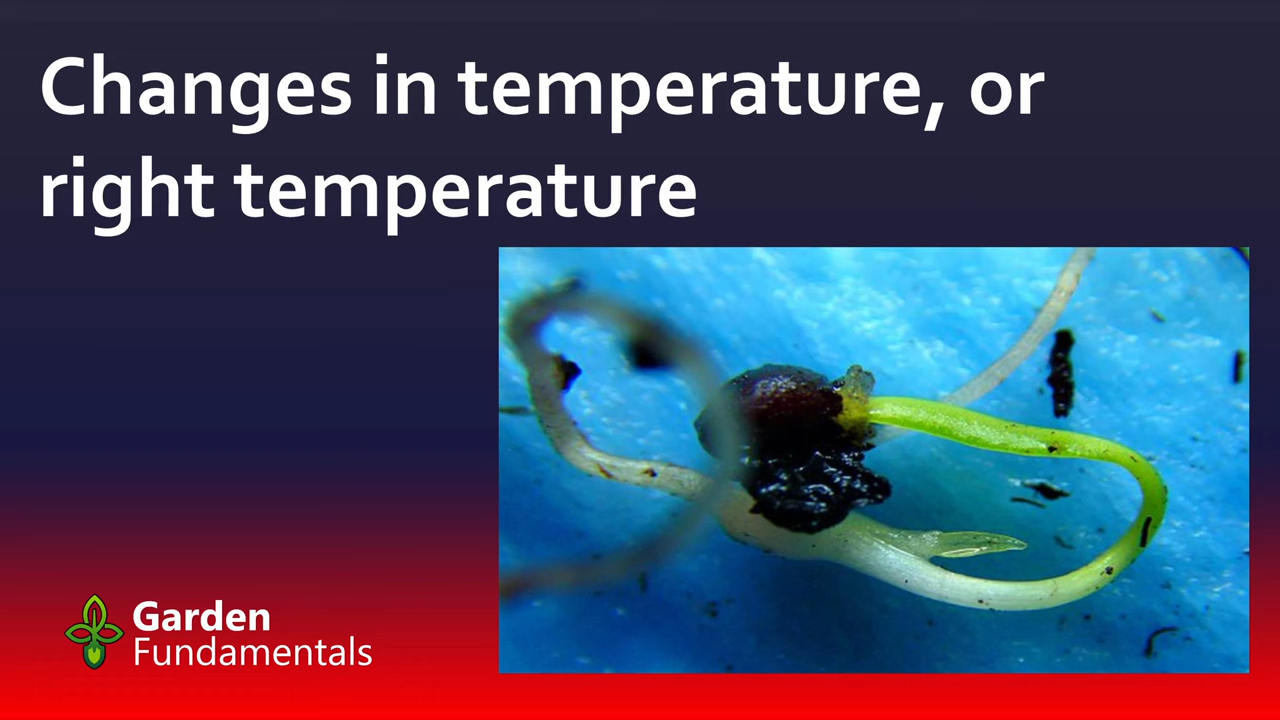 Changes in temperature, or
right temperature
Garden
Fundamentals